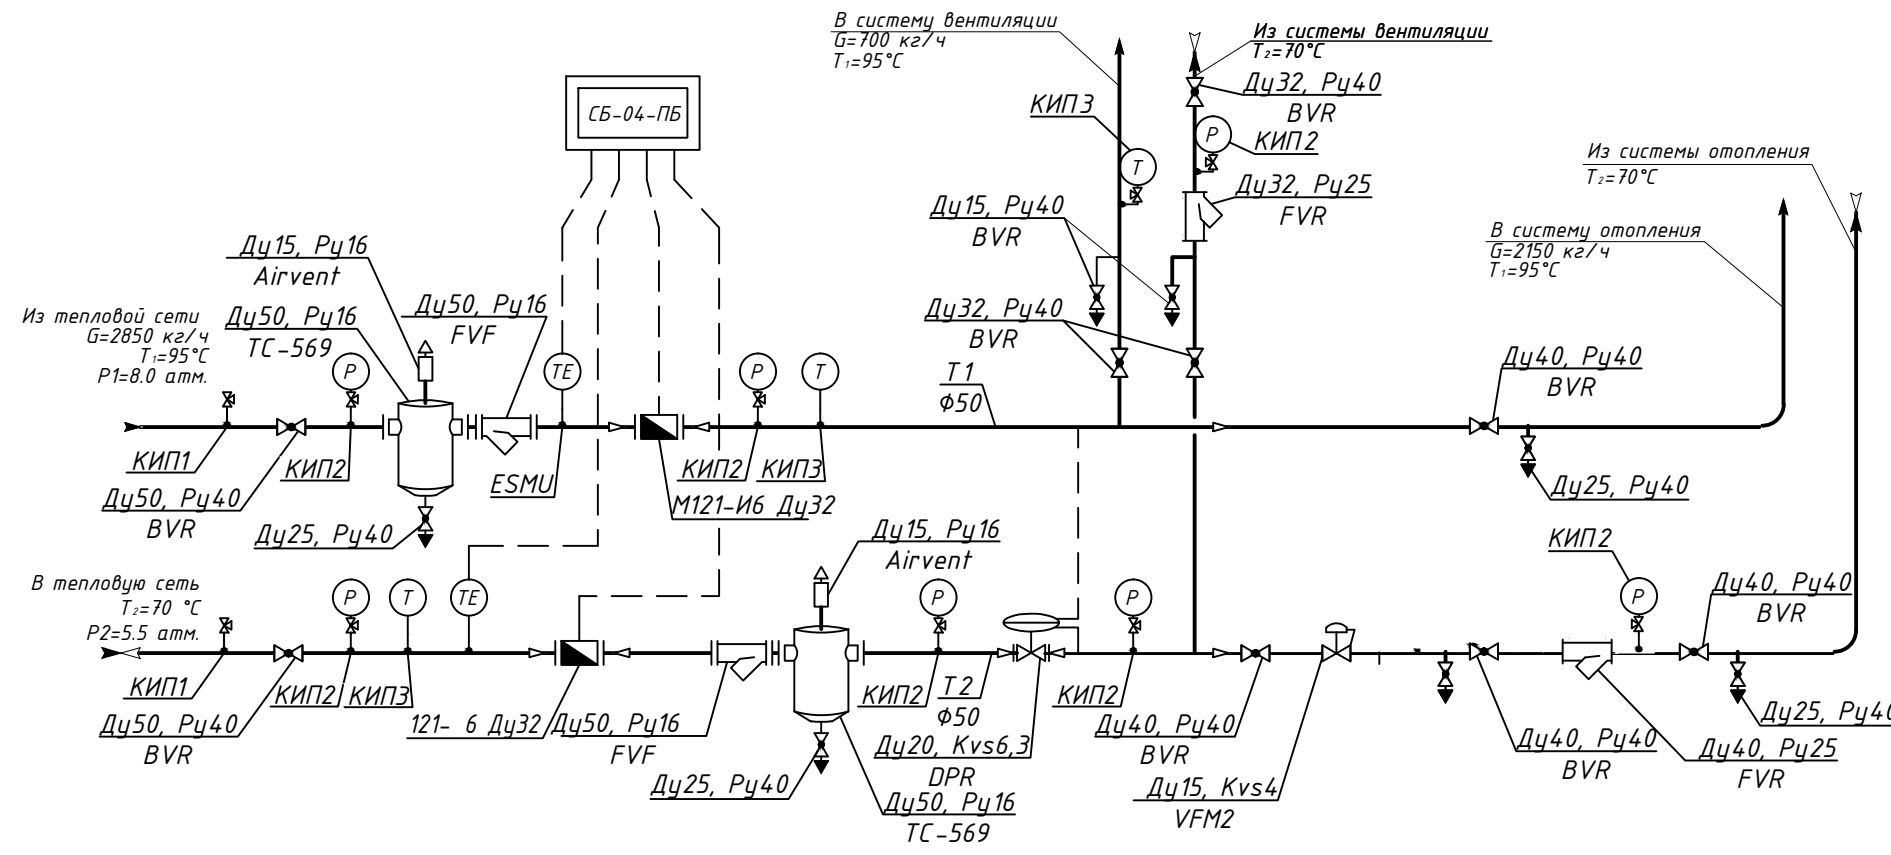 В систему вентиляции
G=700 кг/ч
T₁=95°C
Из системы вентиляции
T₂=70°C
Ду32, Ру40
BVR
КИП3
P
КИП2
T
СБ-04-ПБ
Из системы отопления
T₂=70°C
Ду15, Ру40
BVR
Ду32, Ру25
FVR
В систему отопления
G=2150 кг/ч
T₁=95°C
Ду15, Ру16
Airvent
Из тепловой сети
G=2850 кг/ч
T₁=95°C
P1=8.0 атм.
Ду50, Ру16
ТС-569
Ду50, Ру16
FVF
Ду32, Ру40
BVR
P
TE
P
T
Т1
Ф50
Ду40, Ру40
BVR
КИП1
КИП2
ESMU
КИП2
КИП3
Ду50, Ру40
BVR
Ду25, Ру40
М121-И6 Ду32
Ду25, Ру40
Ду15, Ру16
Airvent
КИП2
В тепловую сеть
T₂=70 °C
P2=5.5 атм.
P
T
TE
P
P
P
Ду40, Ру40
BVR
КИП1
КИП2
КИП3
КИП2
Т2
Ф50
КИП2
Ду50, Ру40
BVR
121- 6 Ду32
Ду50, Ру16
FVF
Ду20, Kvs6,3
DPR
Ду40, Ру40
BVR
Ду40, Ру40
BVR
Ду40, Ру25
FVR
Ду25, Ру40
Ду25, Ру40
Ду50, Ру16
ТС-569
Ду15, Kvs4
VFM2